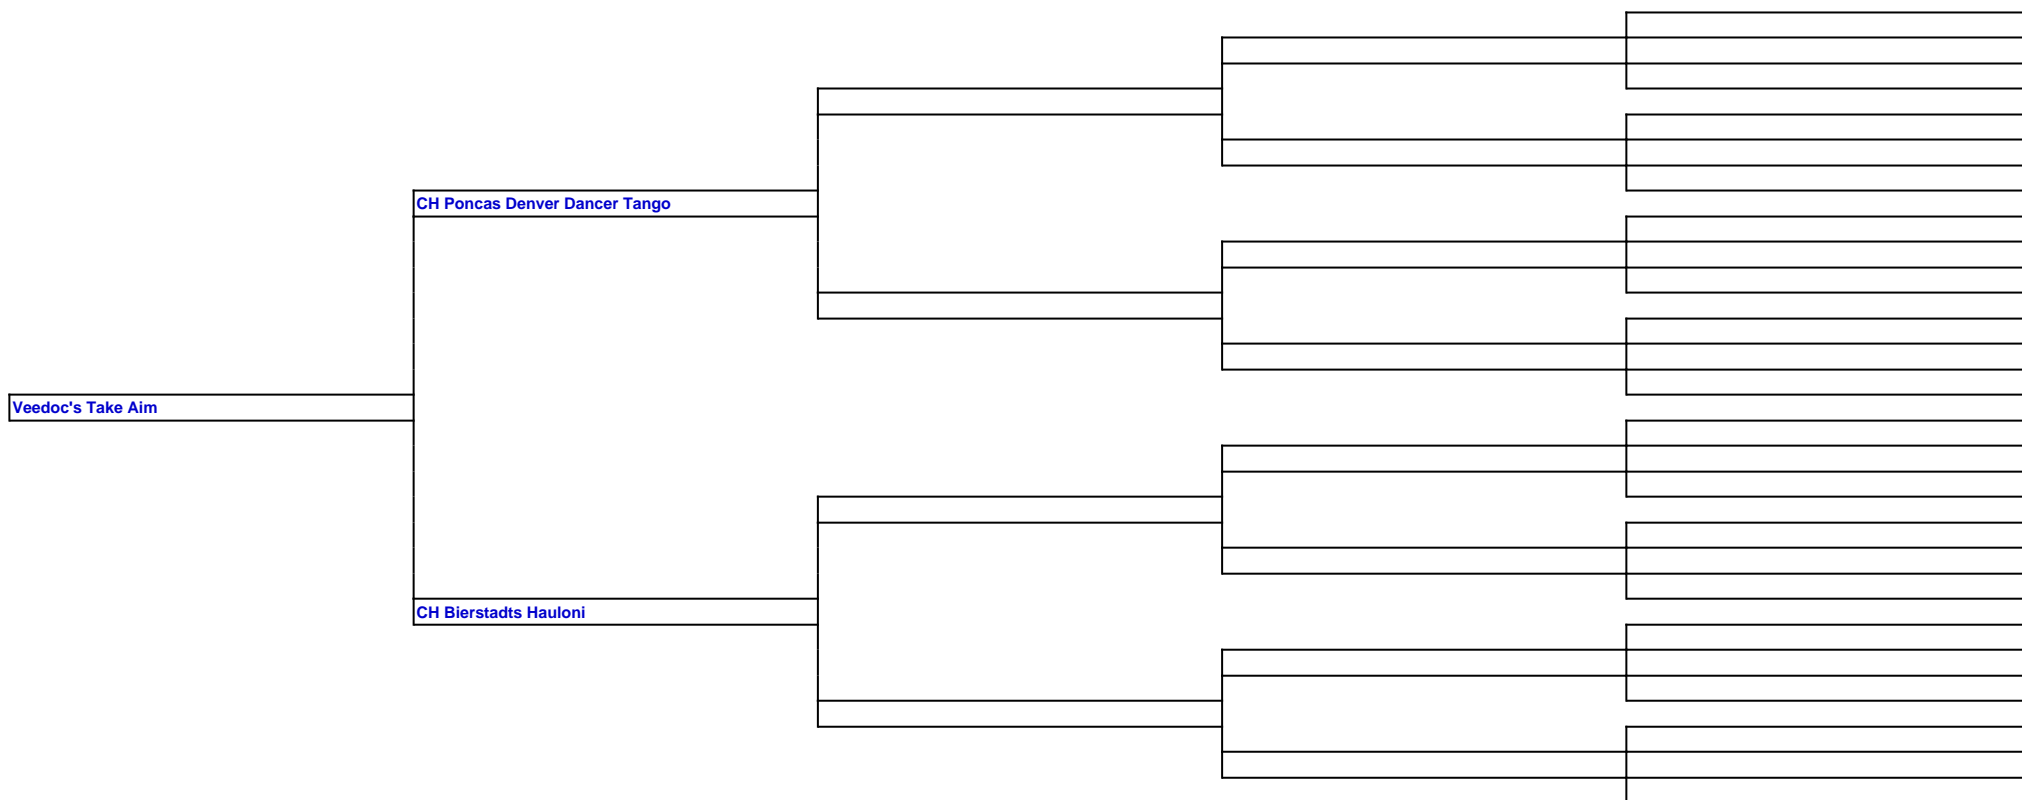 CH Poncas Denver Dancer Tango
Veedoc's Take Aim
CH Bierstadts Hauloni